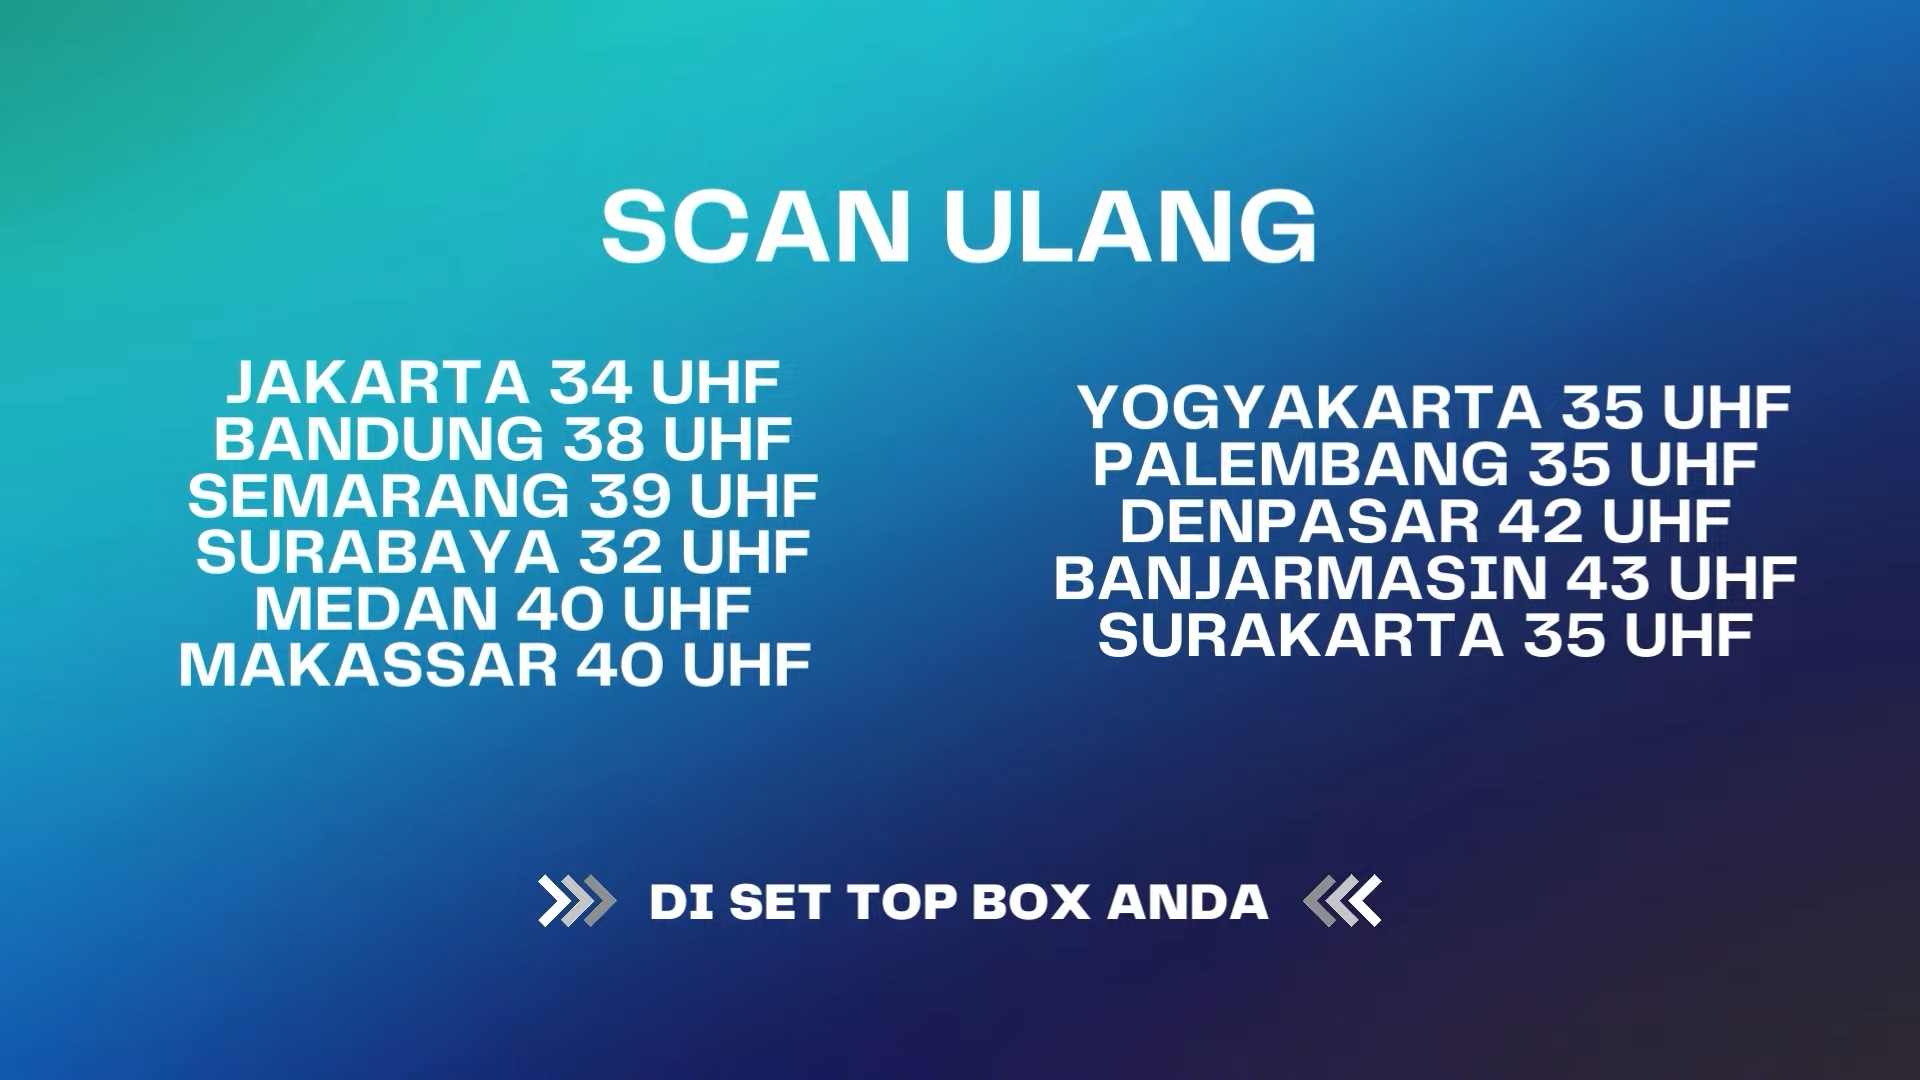 SCAN ULANG
JAKARTA 34 UHF
BANDUNG 38 UHF
SEMARANG 39 UHF
SURABAYA 32 UHF
MEDAN 40 UHF
MAKASSAR 40 UHF
YOGYAKARTA 35 UHF
PALEMBANG 35 UHF
DENPASAR 42 UHF
BANJARMASIN 43 UHF
SURAKARTA 35 UHF
DI SET TOP BOX ANDA